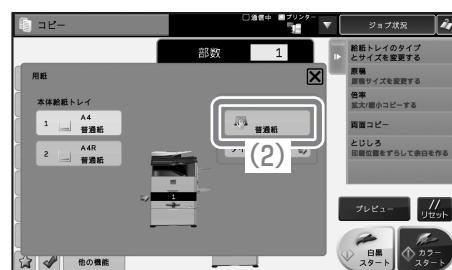 コピー
通信中
プリンター
ジョブ状況
部数
1
給紙トレイのタイプ
とサイズを変更する
原稿
原稿サイズを変更する
倍率
拡大/縮小コピーする
両面コピー
とじしろ
印刷位置をずらして余白を作る
用紙
本体給紙トレイ
1 A4
普通紙
2 A4R
普通紙
普通紙
(2)
1
プレビュー
リセット
白黒
スタート
カラー
スタート
他の機能